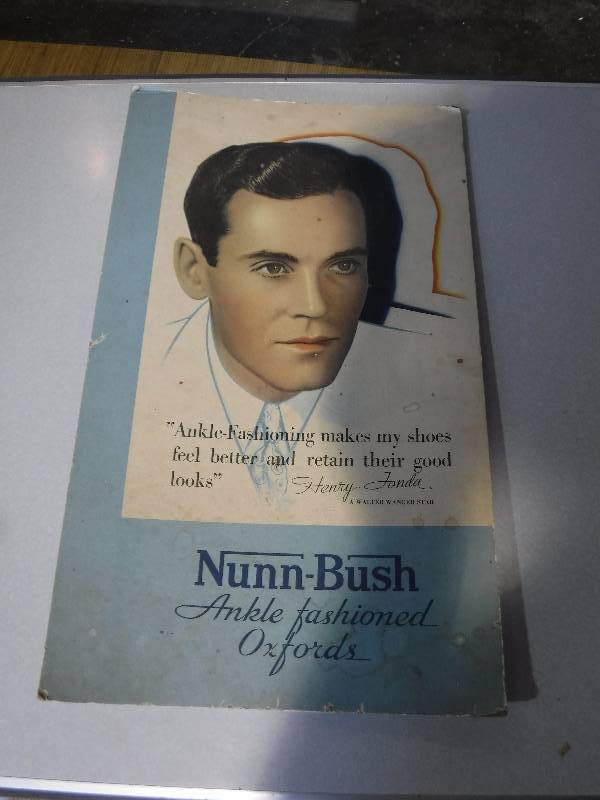 "Ankle-Fashioning makes my shoes
feel better and retain their good
looks"
Henry Fonda
A WALTER WANGER STAR
Nunn-Bush
Ankle fashioned
Oxfords